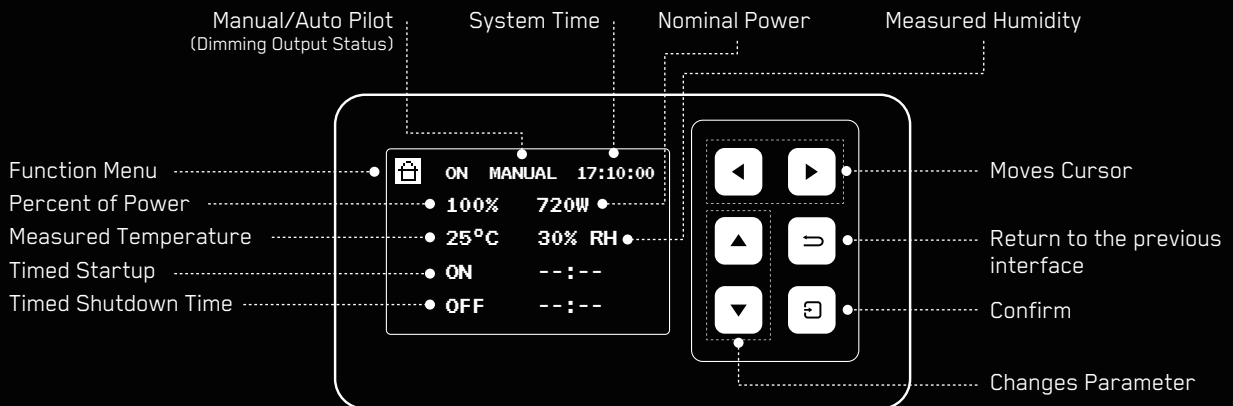 Manual/Auto Pilot
(Dimming Output Status)
System Time
Nominal Power
Measured Humidity
Function Menu
Percent of Power
Measured Temperature
Timed Startup
Timed Shutdown Time
ON MANUAL 17:10:00
100% 720W
25°C 30% RH
ON --:--
OFF --:--
Moves Cursor
Return to the previous
interface
Confirm
Changes Parameter